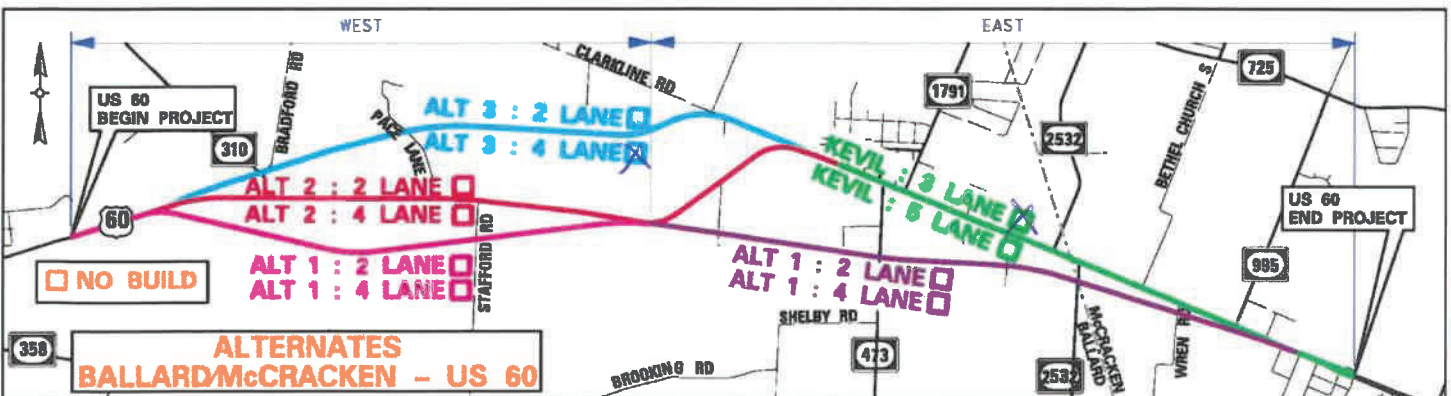 WEST
EAST
CLARKLINE RD
BRADFORD RD
725
US 60
BEGIN PROJECT
1791
BETHEL CHURCH S
ALT 3 : 2 LANE
PACE LANE
310
ALT 3 : 4 LANE
2532
KEVIL : 3 LANE
KEVIL : 5 LANE
ALT 2 : 2 LANE
US 60
END PROJECT
60
ALT 2 : 4 LANE
STAFFORD RD
ALT 1 : 2 LANE
ALT 1 : 4 LANE
ALT 1 : 2 LANE
ALT 1 : 4 LANE
995
NO BUILD
SHELBY RD
McCRACKEN
BALLARD
WREN RD
358
ALTERNATES
BALLARD/McCRACKEN - US 60
473
BROOKING RD
2532